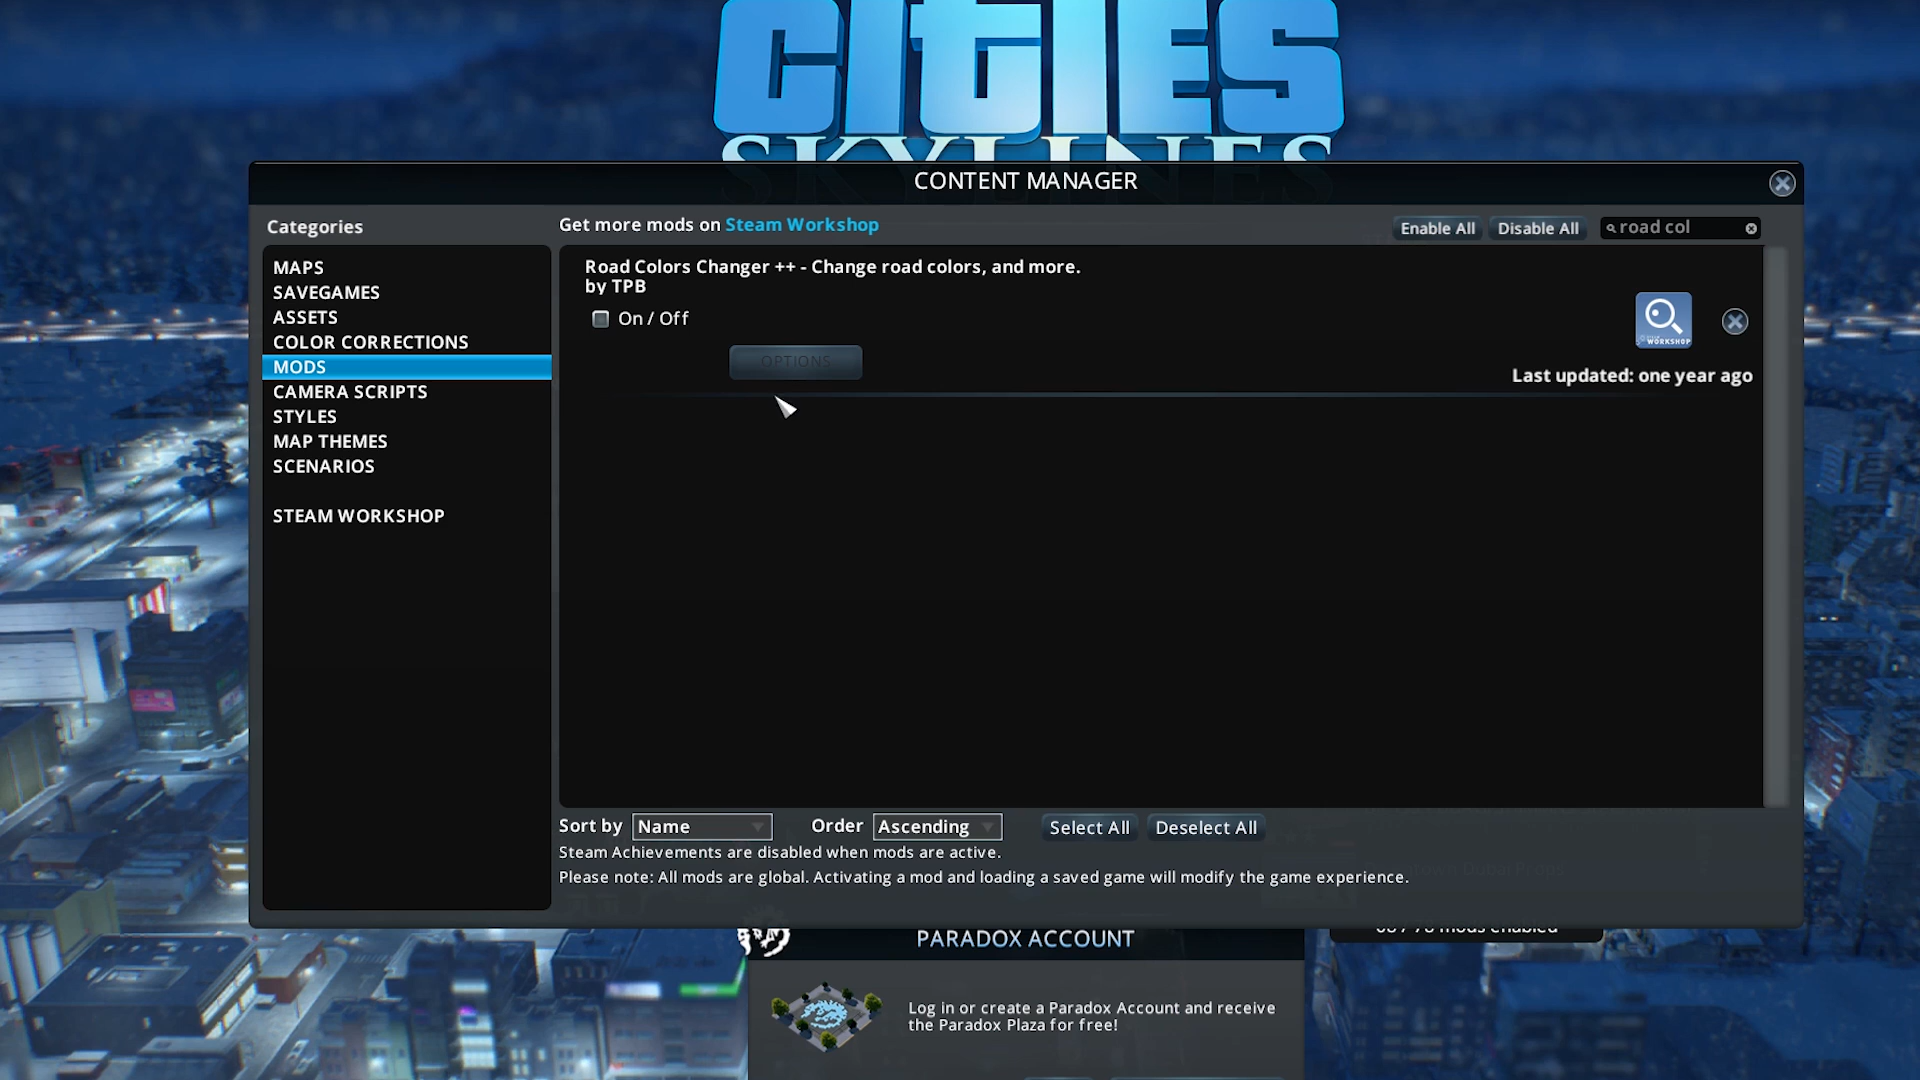 CITIES
SKYLINES
CONTENT MANAGER
Categories
Get more mods on Steam Workshop
Enable All
Disable All
road col
MAPS
SAVEGAMES
ASSETS
COLOR CORRECTIONS
MODS
CAMERA SCRIPTS
STYLES
MAP THEMES
SCENARIOS
STEAM WORKSHOP
Road Colors Changer ++ - Change road colors, and more.
by TPB
On / Off
OPTIONS
WORKSHOP
Last updated: one year ago
Sort by Name Order Ascending Select All Deselect All
Steam Achievements are disabled when mods are active.
Please note: All mods are global. Activating a mod and loading a saved game will modify the game experience.
mods enabled
PARADOX ACCOUNT
Log in or create a Paradox Account and receive
the Paradox Plaza for free!